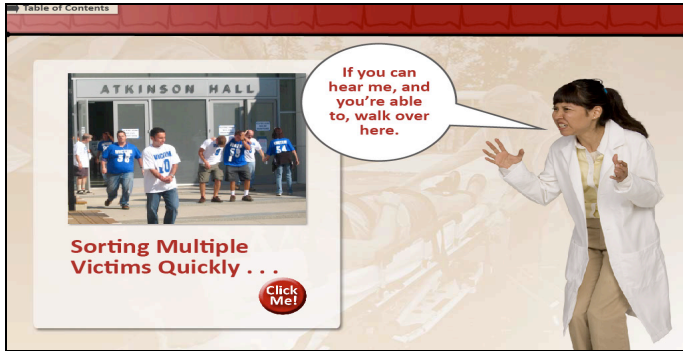 Table of Contents
ATKINSON HALL
If you can
hear me, and
you're able
to, walk over
here.
54
Sorting Multiple
Victims Quickly . . .
Click
Me!